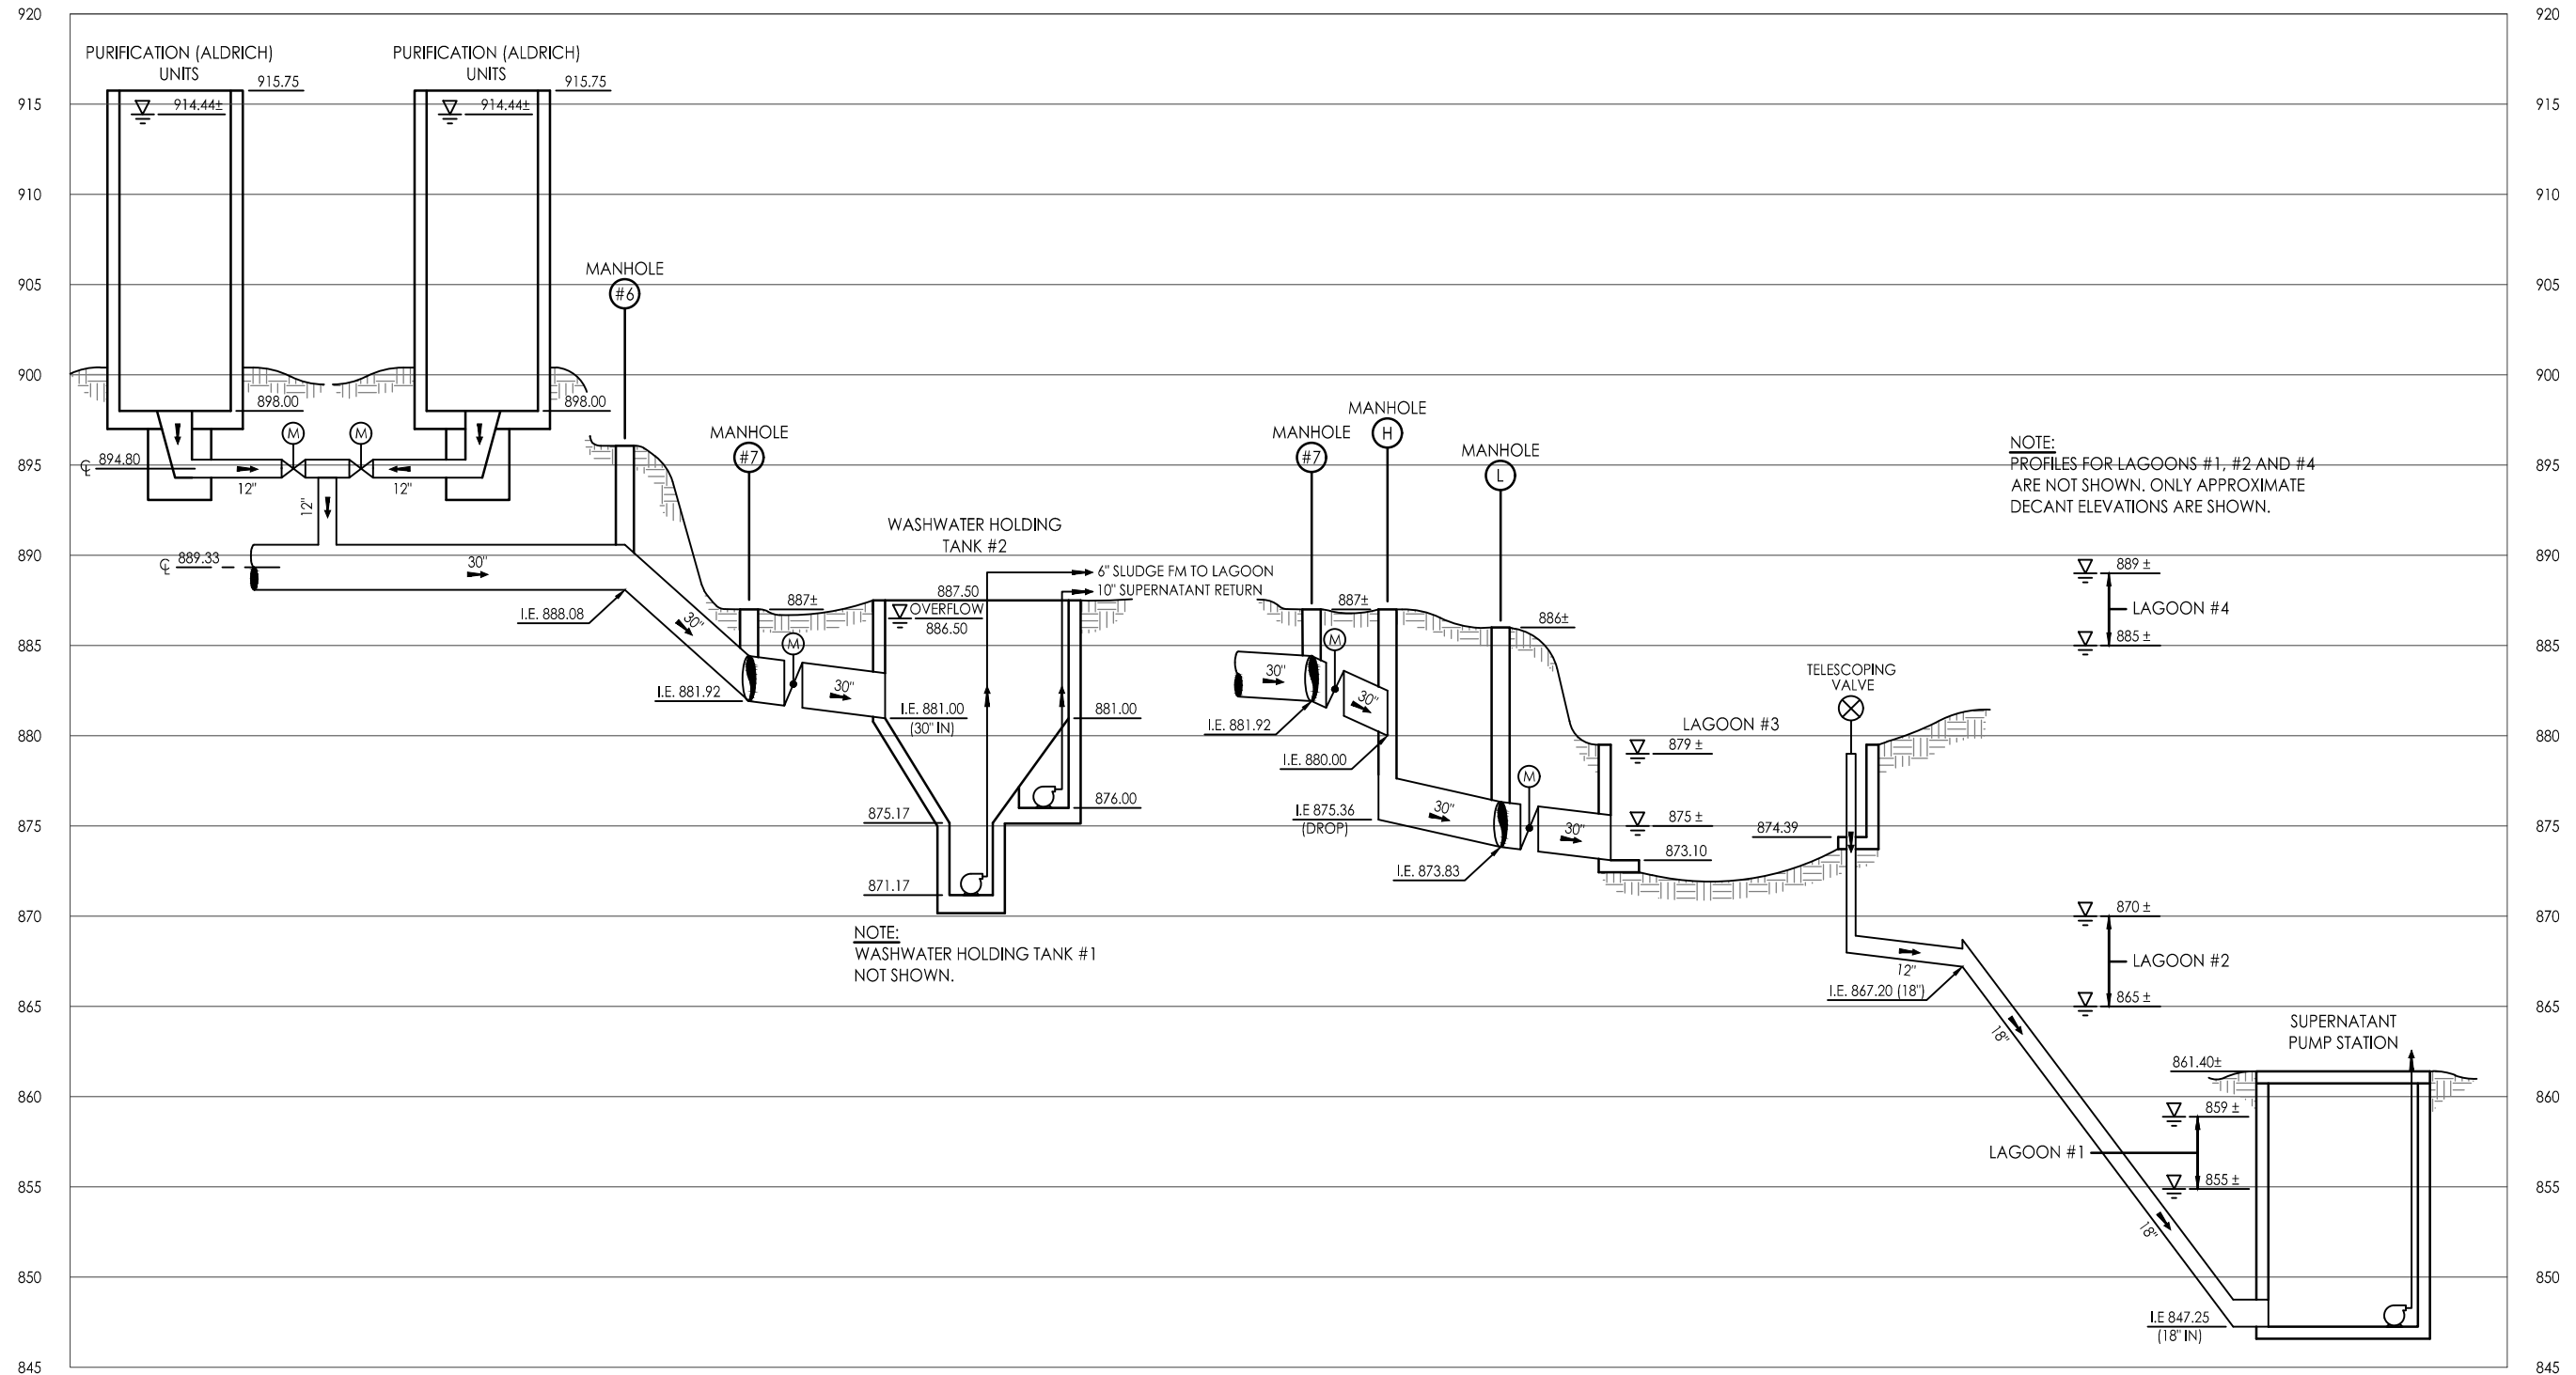 920
915
910
905
900
895
890
885
880
875
870
865
860
855
850
845
PURIFICATION (ALDRICH)
UNITS
915.75
914.44±
898.00
PURIFICATION (ALDRICH)
UNITS
915.75
914.44±
898.00
℄ 894.80
M
M
12"
12"
12"
℄ 889.33
30"
MANHOLE
#6
I.E. 888.08
30"
MANHOLE
#7
I.E. 881.92
887±
M
30"
WASHWATER HOLDING
TANK #2
6" SLUDGE FM TO LAGOON
10" SUPERNATANT RETURN
887.50
OVERFLOW
886.50
I.E. 881.00
(30" IN)
881.00
876.00
875.17
871.17
NOTE:
WASHWATER HOLDING TANK #1
NOT SHOWN.
MANHOLE
#7
MANHOLE
H
MANHOLE
L
887±
886±
M
30"
30"
I.E. 881.92
I.E. 880.00
I.E 875.36
(DROP)
30"
M
30"
I.E. 873.83
LAGOON #3
879 ±
875 ±
873.10
TELESCOPING
VALVE
874.39
12"
I.E. 867.20 (18")
18"
18"
NOTE:
PROFILES FOR LAGOONS #1, #2 AND #4
ARE NOT SHOWN. ONLY APPROXIMATE
DECANT ELEVATIONS ARE SHOWN.
889 ±
LAGOON #4
885 ±
870 ±
LAGOON #2
865 ±
SUPERNATANT
PUMP STATION
861.40±
859 ±
LAGOON #1
855 ±
I.E 847.25
(18" IN)
920
915
910
905
900
895
890
885
880
875
870
865
860
855
850
845